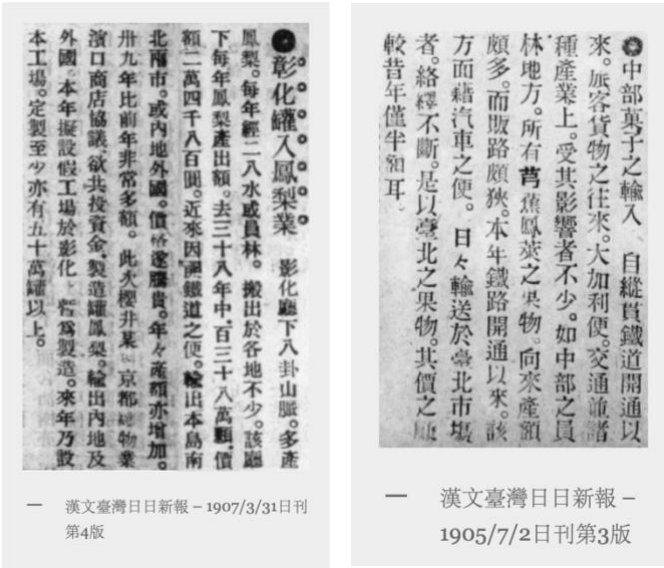 ●彰化罐入鳳梨業 影化廳下八卦山脈。多產
鳳梨。每年經二八水或員林。搬出於各地不少。該廳
下每年鳳梨產出額。去三十八年中。百三十八萬顆。價
額二萬四千八百圓。近來因鐵道之便。輸出本島南
北兩市。或內地外國。價格遂騰貴。年々產額亦增加。
卅九年比前年非常多額。此次櫻井某京都物業
濱口商店協議。欲共投資金。製造罐鳳梨。輸出內地及
外國。本年擬設假工場於影化。暫為製造。來年乃設
本工場。定製至少亦有五十萬罐以上。
— 漢文臺灣日日新報 – 1907/3/31日刊
第4版
◉中部菓子之輸入 自縱貫鐵道開通以
來。旅客貨物之往來。大加利便。交通並諸
種產業上。受其影響者不少。如中部之員
林地方。所有芎蕉鳳萊之果物。向來產額
頗多。而販路頗狹。本年鐵路開通以來。該
方面藉汽車之便。日々輸送於臺北市場
者。絡繹不斷。是以臺北之果物。其價之
較昔年僅半額耳
— 漢文臺灣日日新報 –
1905/7/2日刊第3版